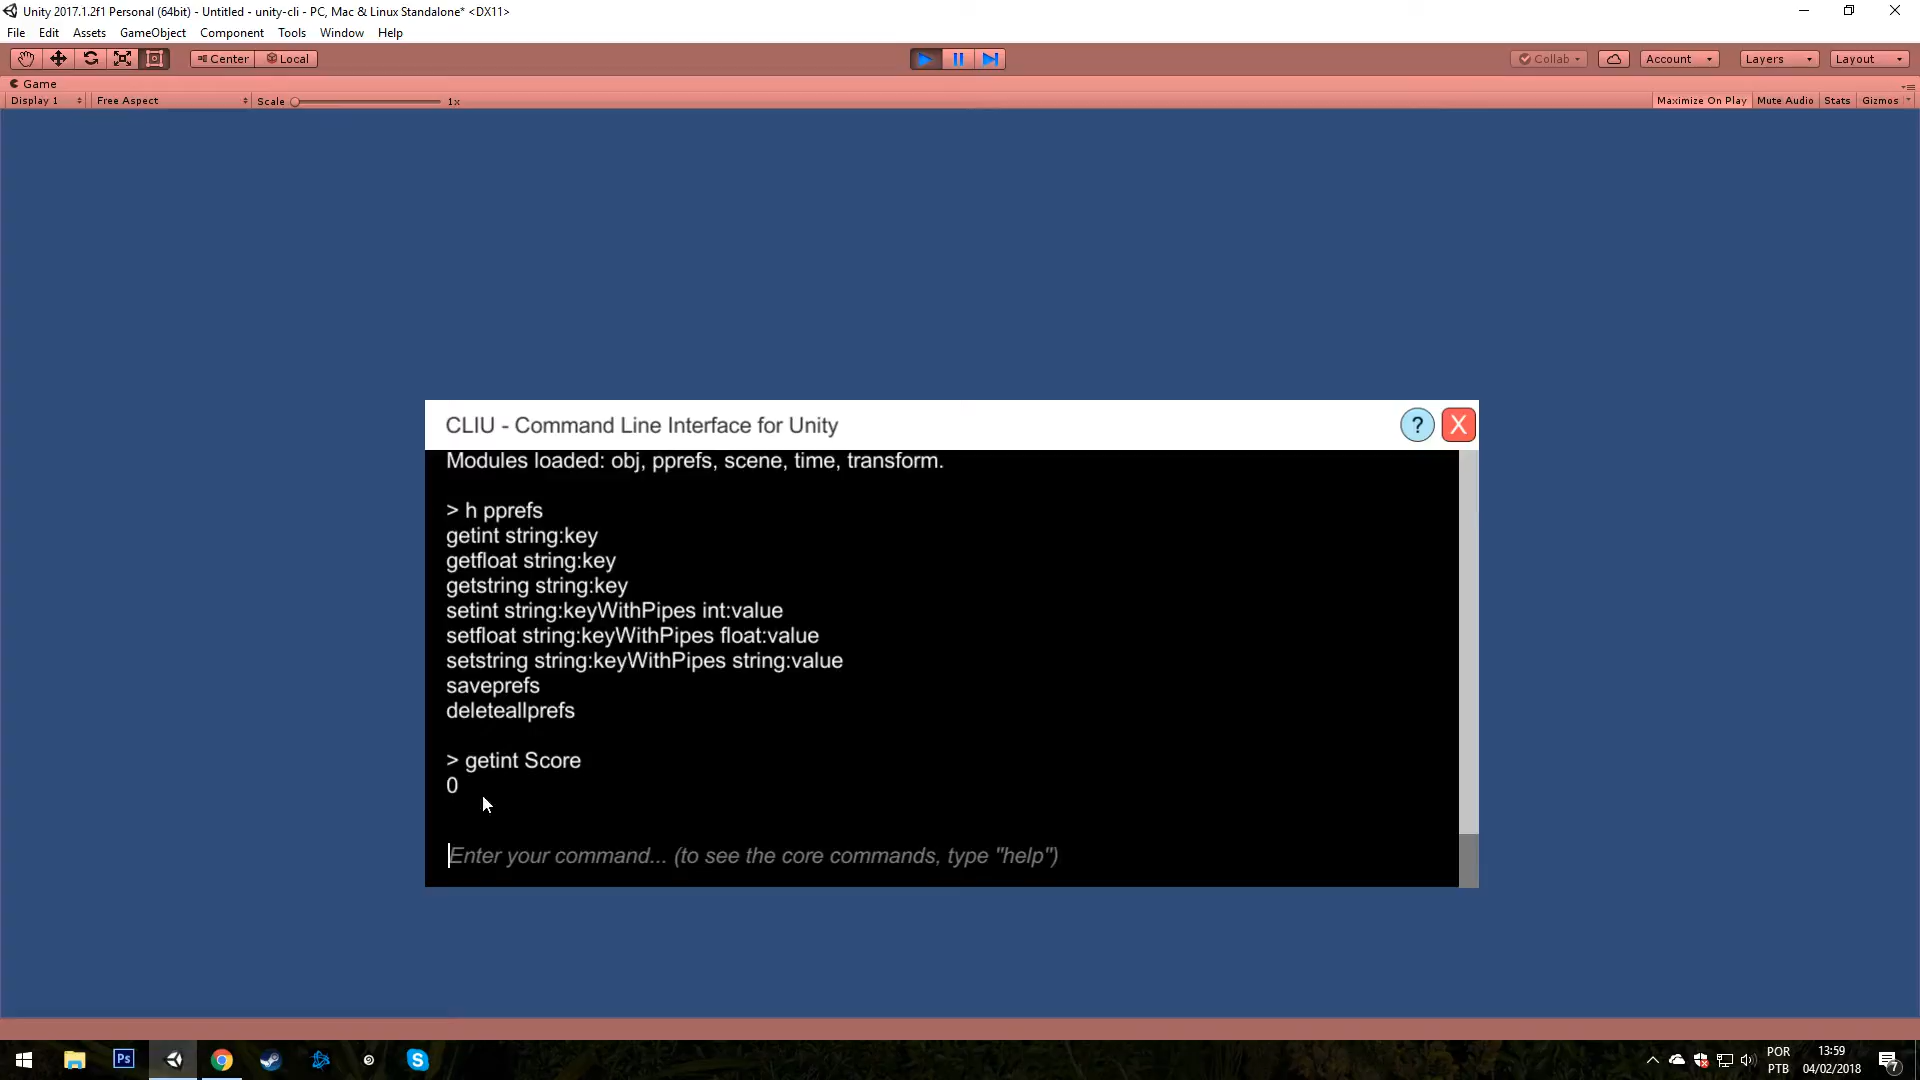 Unity 2017.1.2f1 Personal (64bit) - Untitled - unity-cli - PC, Mac & Linux Standalone* <DX11>
File Edit Assets GameObject Component Tools Window Help
Center Local Collab Account Layers Layout
Game
Display 1 Free Aspect Scale 1x Maximize On Play Mute Audio Stats Gizmos
CLIU - Command Line Interface for Unity ? X
Modules loaded: obj, pprefs, scene, time, transform.
> h pprefs
getint string:key
getfloat string:key
getstring string:key
setint string:keyWithPipes int:value
setfloat string:keyWithPipes float:value
setstring string:keyWithPipes string:value
saveprefs
deleteallprefs
> getint Score
0
Enter your command... (to see the core commands, type "help")
Ps
S
POR 13:59
PTB 04/02/2018 7